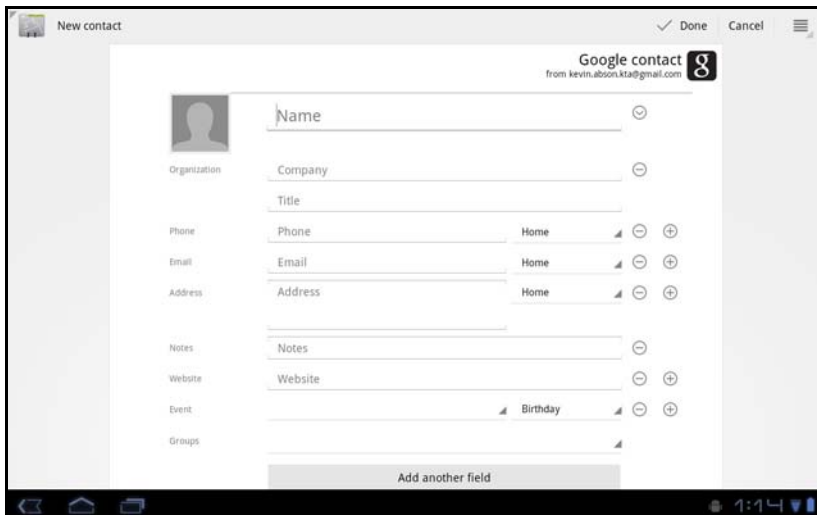 New contact
Done
Cancel
Google contact
g
from kevin.abson.kta@gmail.com
Name
Organization
Company
Title
Phone
Phone
Home
Email
Email
Home
Address
Address
Home
Notes
Notes
Website
Website
Event
Birthday
Groups
Add another field
1:14